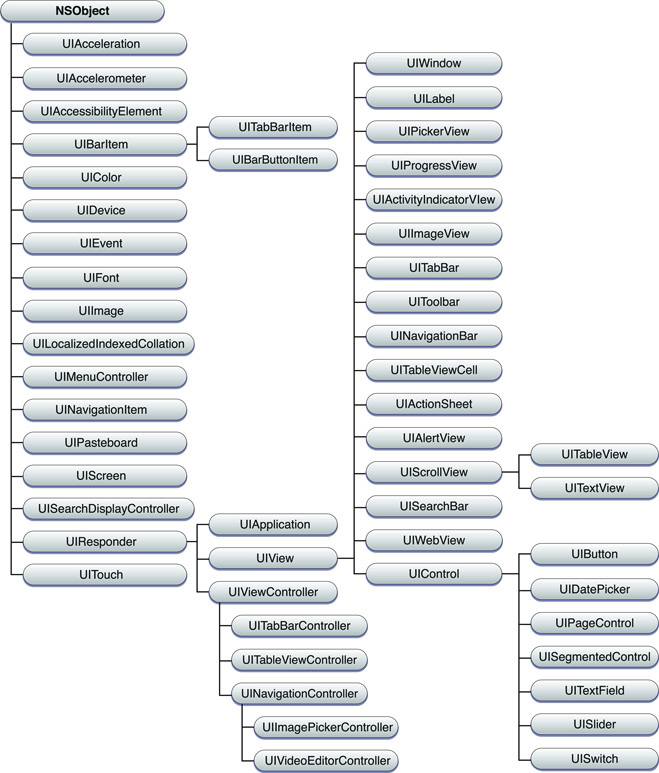 NSObject
UIAcceleration
UIAccelerometer
UIAccessibilityElement
UIBarItem
UITabBarItem
UIBarButtonItem
UIColor
UIDevice
UIEvent
UIFont
UIImage
UILocalizedIndexedCollation
UIMenuController
UINavigationItem
UIPasteboard
UIScreen
UISearchDisplayController
UIResponder
UITouch
UIApplication
UIView
UIViewController
UITabBarController
UITableViewController
UINavigationController
UIImagePickerController
UIVideoEditorController
UIWindow
UILabel
UIPickerView
UIProgressView
UIActivityIndicatorVIew
UIImageView
UITabBar
UIToolbar
UINavigationBar
UITableViewCell
UIActionSheet
UIAlertView
UIScrollView
UISearchBar
UIWebView
UIControl
UITableView
UITextView
UIButton
UIDatePicker
UIPageControl
UISegmentedControl
UITextField
UISlider
UISwitch